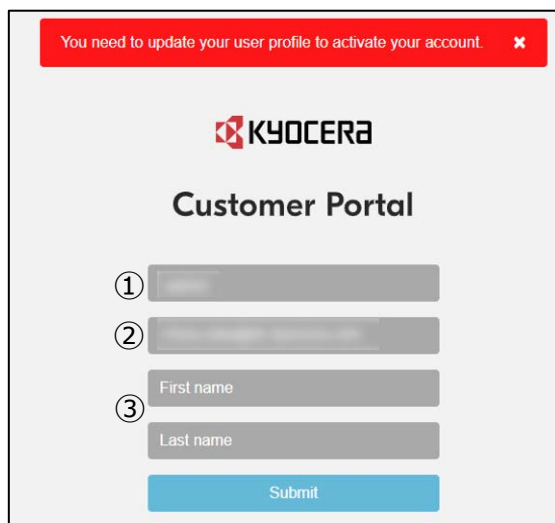 You need to update your user profile to activate your account. ✖
KYOCERA
Customer Portal
①
②
First name
③
Last name
Submit